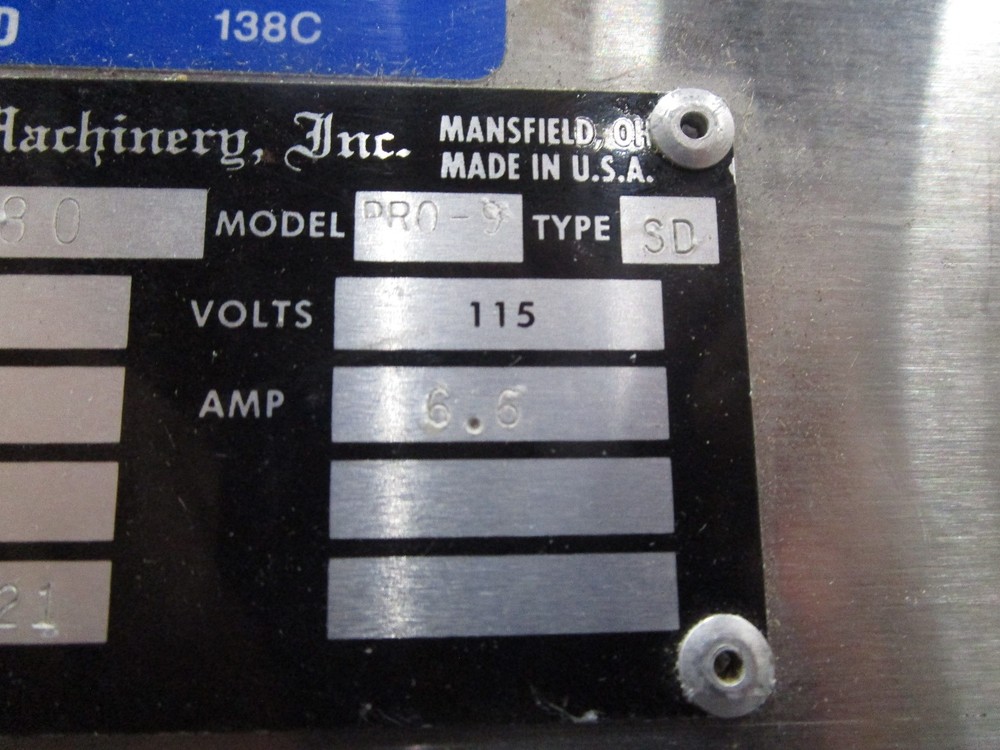 138C
Machinery, Inc. MANSFIELD, OH
MADE IN U.S.A.
80 MODEL PRO-9 TYPE SD
VOLTS 115
AMP 6.6
21